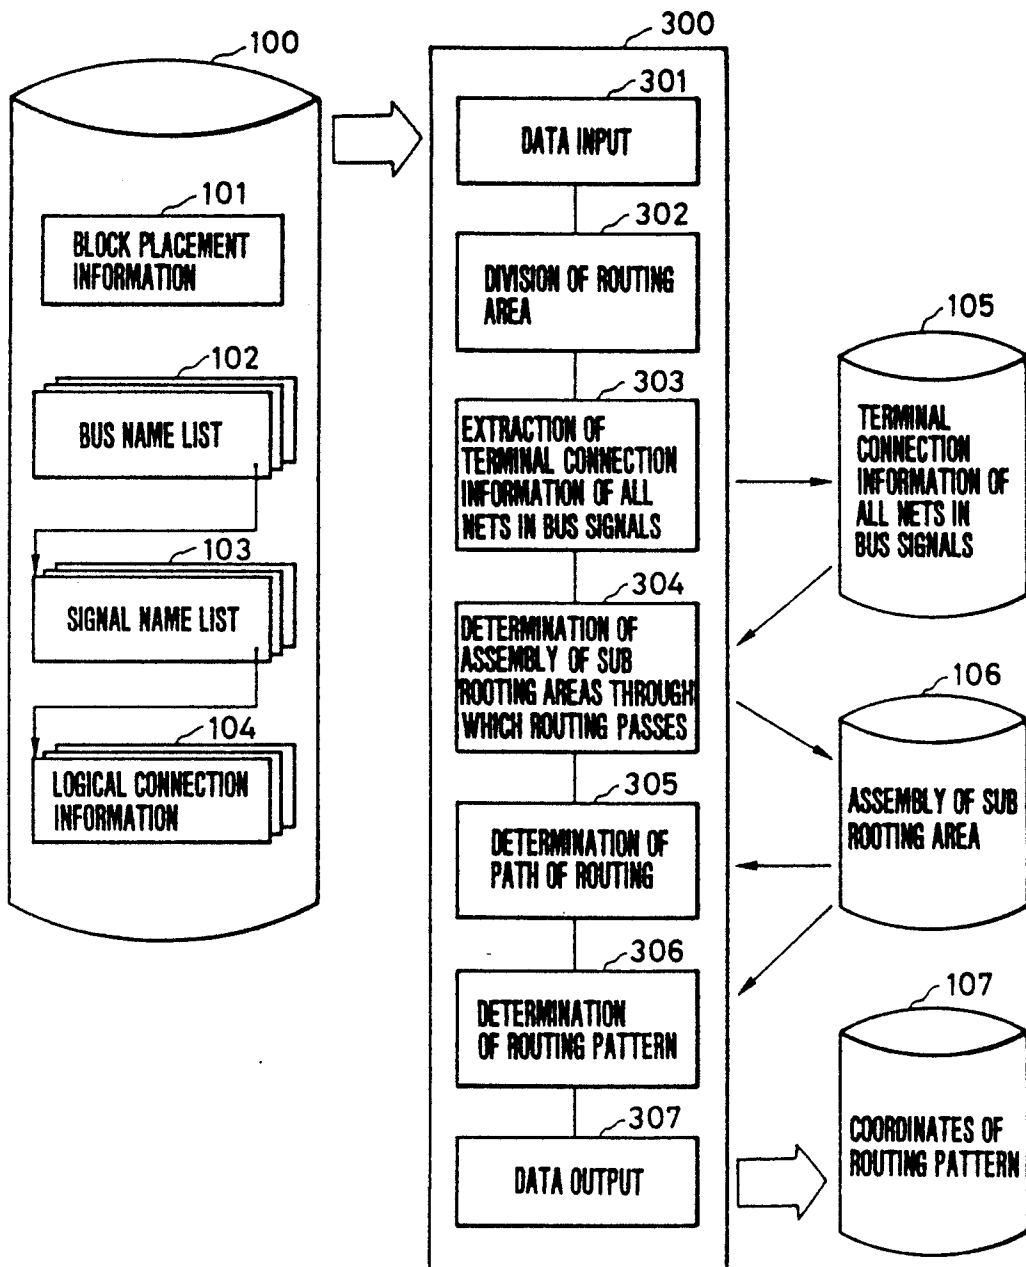 100
101
BLOCK PLACEMENT
INFORMATION
102
BUS NAME LIST
103
SIGNAL NAME LIST
104
LOGICAL CONNECTION
INFORMATION
300
301
DATA INPUT
302
DIVISION OF ROUTING
AREA
303
EXTRACTION OF
TERMINAL CONNECTION
INFORMATION OF ALL
NETS IN BUS SIGNALS
304
DETERMINATION OF
ASSEMBLY OF SUB
ROOTING AREAS THROUGH
WHICH ROUTING PASSES
305
DETERMINATION OF
PATH OF ROUTING
306
DETERMINATION
OF ROUTING PATTERN
307
DATA OUTPUT
105
TERMINAL
CONNECTION
INFORMATION OF
ALL NETS IN
BUS SIGNALS
106
ASSEMBLY OF SUB
ROOTING AREA
107
COORDINATES OF
ROUTING PATTERN